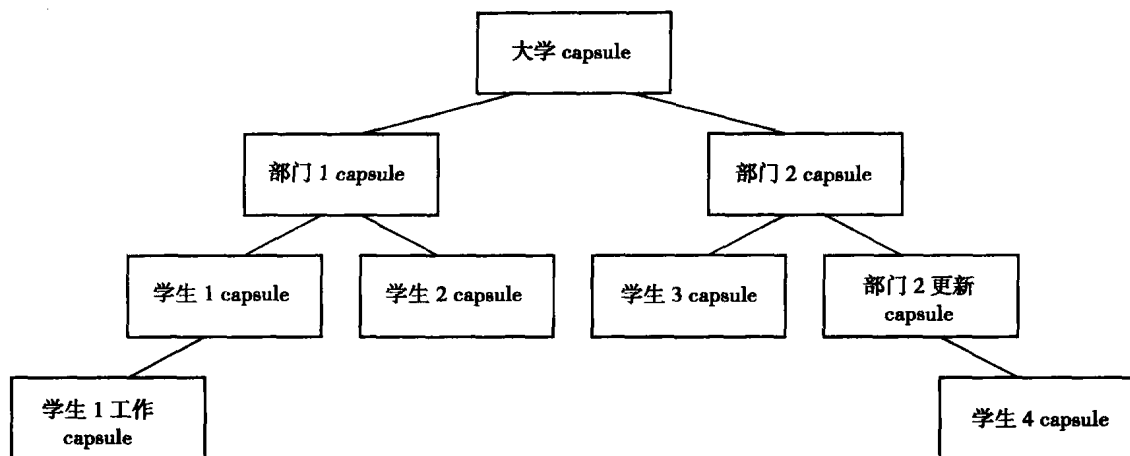 大学 capsule
部门 1 capsule
部门 2 capsule
学生 1 capsule
学生 2 capsule
学生 3 capsule
部门 2 更新
capsule
学生 1 工作
capsule
学生 4 capsule